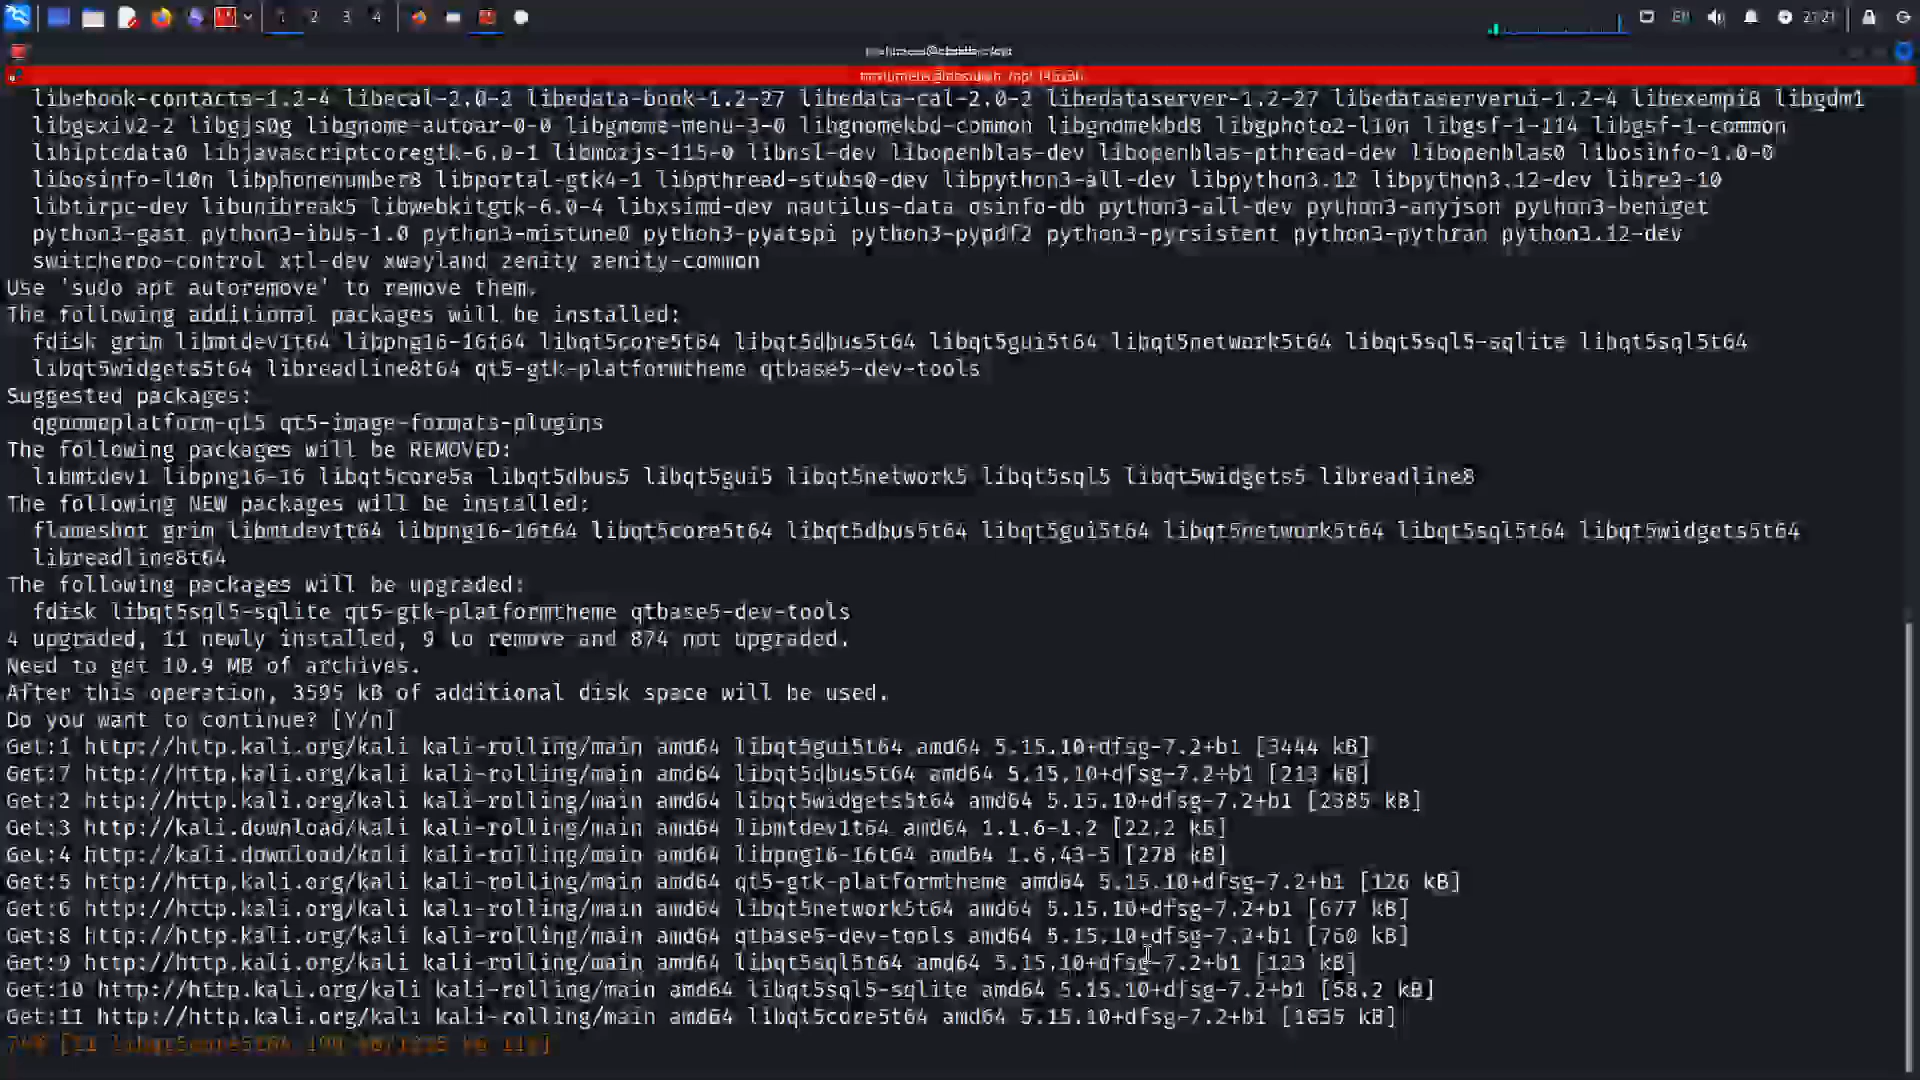 1 2 3 4 EN 21:21
libebook-contacts-1.2-4 libecal-2.0-2 libedata-book-1.2-27 libedata-cal-2.0-2 libedataserver-1.2-27 libedataserverui-1.2-4 libexempi8 libgdm1
libgexiv2-2 libgjs0g libgnome-autoar-0-0 libgnome-menu-3-0 libgnomekbd-common libgnomekbd8 libgphoto2-l10n libgsf-1-114 libgsf-1-common
libiptcdata0 libjavascriptcoregtk-6.0-1 libmozjs-115-0 libnsl-dev libopenblas-dev libopenblas-pthread-dev libopenblas0 libosinfo-1.0-0
libosinfo-l10n libphonenumber8 libportal-gtk4-1 libpthread-stubs0-dev libpython3-all-dev libpython3.12 libpython3.12-dev libre2-10
libtirpc-dev libunibreak5 libwebkitgtk-6.0-4 libxsimd-dev nautilus-data osinfo-db python3-all-dev python3-anyjson python3-beniget
python3-gast python3-ibus-1.0 python3-mistune0 python3-pyatspi python3-pypdf2 python3-pyrsistent python3-pythran python3.12-dev
switcheroo-control xtl-dev xwayland zenity zenity-common
Use 'sudo apt autoremove' to remove them.
The following additional packages will be installed:
fdisk grim libmtdev1t64 libpng16-16t64 libqt5core5t64 libqt5dbus5t64 libqt5gui5t64 libqt5network5t64 libqt5sql5-sqlite libqt5sql5t64
libqt5widgets5t64 libreadline8t64 qt5-gtk-platformtheme qtbase5-dev-tools
Suggested packages:
qgnomeplatform-qt5 qt5-image-formats-plugins
The following packages will be REMOVED:
libmtdev1 libpng16-16 libqt5core5a libqt5dbus5 libqt5gui5 libqt5network5 libqt5sql5 libqt5widgets5 libreadline8
The following NEW packages will be installed:
flameshot grim libmtdev1t64 libpng16-16t64 libqt5core5t64 libqt5dbus5t64 libqt5gui5t64 libqt5network5t64 libqt5sql5t64 libqt5widgets5t64
libreadline8t64
The following packages will be upgraded:
fdisk libqt5sql5-sqlite qt5-gtk-platformtheme qtbase5-dev-tools
4 upgraded, 11 newly installed, 9 to remove and 874 not upgraded.
Need to get 10.9 MB of archives.
After this operation, 3595 kB of additional disk space will be used.
Do you want to continue? [Y/n]
Get:1 http://http.kali.org/kali kali-rolling/main amd64 libqt5gui5t64 amd64 5.15.10+dfsg-7.2+b1 [3444 kB]
Get:7 http://http.kali.org/kali kali-rolling/main amd64 libqt5dbus5t64 amd64 5.15.10+dfsg-7.2+b1 [213 kB]
Get:2 http://http.kali.org/kali kali-rolling/main amd64 libqt5widgets5t64 amd64 5.15.10+dfsg-7.2+b1 [2385 kB]
Get:3 http://kali.download/kali kali-rolling/main amd64 libmtdev1t64 amd64 1.1.6-1.2 [22.2 kB]
Get:4 http://kali.download/kali kali-rolling/main amd64 libpng16-16t64 amd64 1.6.43-5 [278 kB]
Get:5 http://http.kali.org/kali kali-rolling/main amd64 qt5-gtk-platformtheme amd64 5.15.10+dfsg-7.2+b1 [126 kB]
Get:6 http://http.kali.org/kali kali-rolling/main amd64 libqt5network5t64 amd64 5.15.10+dfsg-7.2+b1 [677 kB]
Get:8 http://http.kali.org/kali kali-rolling/main amd64 qtbase5-dev-tools amd64 5.15.10+dfsg-7.2+b1 [760 kB]
Get:9 http://http.kali.org/kali kali-rolling/main amd64 libqt5sql5t64 amd64 5.15.10+dfsg-7.2+b1 [123 kB]
Get:10 http://http.kali.org/kali kali-rolling/main amd64 libqt5sql5-sqlite amd64 5.15.10+dfsg-7.2+b1 [58.2 kB]
Get:11 http://http.kali.org/kali kali-rolling/main amd64 libqt5core5t64 amd64 5.15.10+dfsg-7.2+b1 [1835 kB]
[11 libqt5core5t64